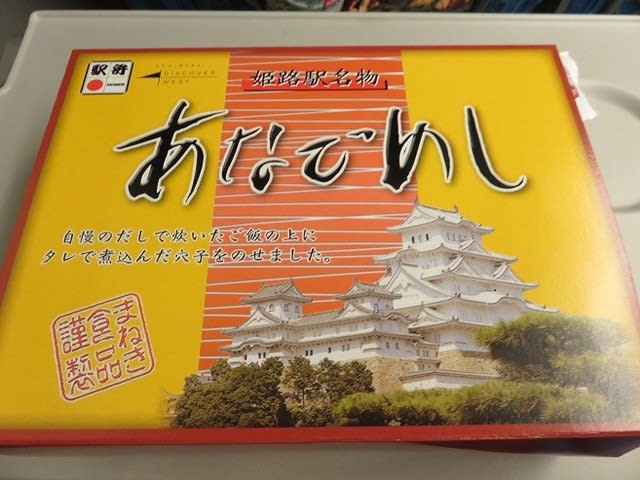 駅弁
EKIBEN
DISCOVER
WEST
姫路駅名物
あなごめし
自慢のだしで炊いたご飯の上に
タレで煮込んだ穴子をのせました。
まねき
食品
謹製